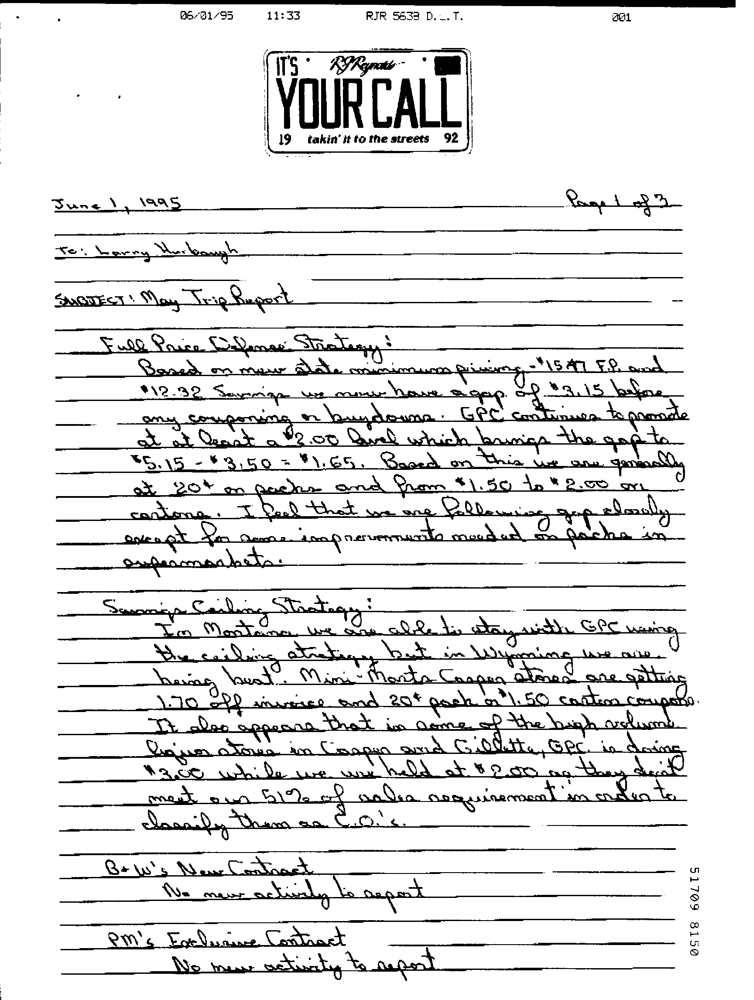 06/01/95 11:33 RJR 5633 D._.T. 001
IT'S RJReynolds
YOUR CALL
19 takin' it to the streets 92
June 1, 1995 Page 1 of 3
To: Larry Hurbaugh
SUBJECT: May Trip Report
Full Price Defense Strategy:
Based on new state minimum pricing - $15.47 F.P. and
$12.32 Savings we now have a gap of $3.15 before
any couponing or buydowns. GPC continues to promote
at at least a $2.00 level which brings the gap to
$5.15 - $3.50 = $1.65. Based on this we are generally
at 20¢ on packs and from $1.50 to $2.00 on
cartons. I feel that we are following gap closely
except for some improvements needed on packs in
supermarkets.
Savings Ceiling Strategy:
In Montana we are able to stay with GPC using
the ceiling strategy but in Wyoming we are
being beat. Mini-Marts Casper stores are getting
1.70 off invoice and 20¢ pack or $1.50 carton coupons.
It also appears that in some of the high volume
liquor stores in Casper and Gillette, GPC is doing
$3.00 while we are held at $2.00 as they don't
meet our 51% of sales requirement in order to
classify them as C.O.'s.
B+W's New Contract
No new activity to report
PM's Exclusive Contract
No new activity to report
51709 8150